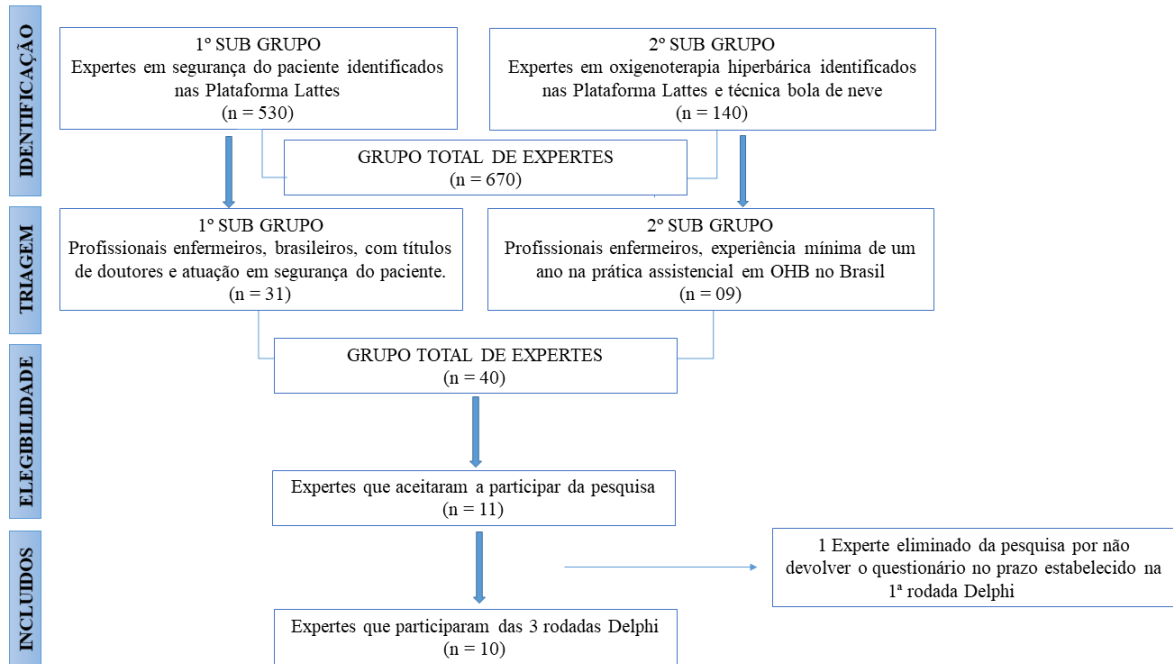 IDENTIFICAÇÃO
1º SUB GRUPO
Expertes em segurança do paciente identificados
nas Plataforma Lattes
(n = 530)
2º SUB GRUPO
Expertes em oxigenoterapia hiperbárica identificados
nas Plataforma Lattes e técnica bola de neve
(n = 140)
GRUPO TOTAL DE EXPERTES
(n = 670)
TRIAGEM
1º SUB GRUPO
Profissionais enfermeiros, brasileiros, com títulos
de doutores e atuação em segurança do paciente.
(n = 31)
2º SUB GRUPO
Profissionais enfermeiros, experiência mínima de um
ano na prática assistencial em OHB no Brasil
(n = 09)
ELEGIBILIDADE
GRUPO TOTAL DE EXPERTES
(n = 40)
Expertes que aceitaram a participar da pesquisa
(n = 11)
INCLUIDOS
1 Experte eliminado da pesquisa por não
devolver o questionário no prazo estabelecido na
1ª rodada Delphi
Expertes que participaram das 3 rodadas Delphi
(n = 10)